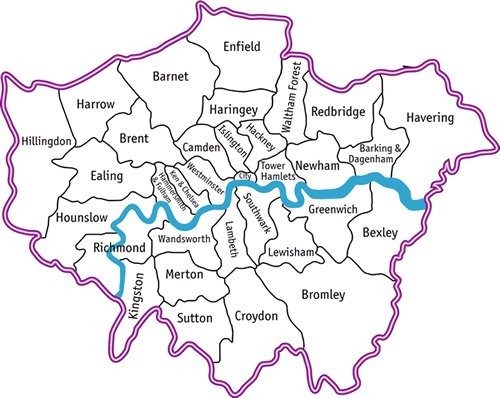 Enfield
Barnet
Waltham Forest
Harrow
Haringey
Redbridge
Havering
Hillingdon
Brent
Islington
Hackney
Camden
Barking &
Dagenham
Ealing
Westminster
City
Tower
Hamlets
Newham
Ken & Chelsea
Hammersmith
& Fulham
Hounslow
Southwark
Greenwich
Bexley
Richmond
Wandsworth
Lambeth
Lewisham
Kingston
Merton
Bromley
Sutton
Croydon